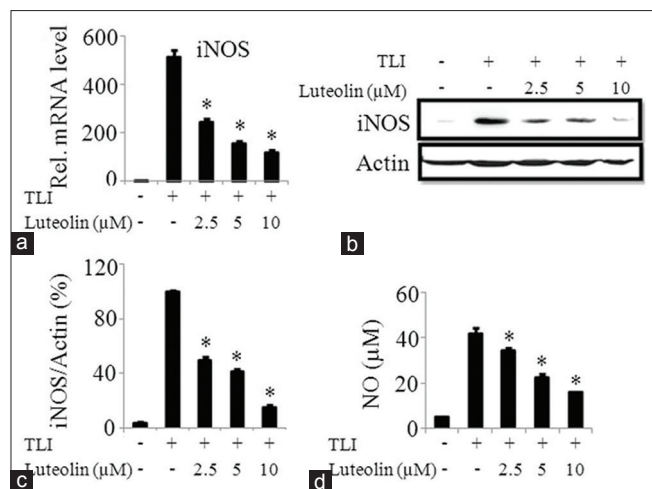 600
400
200
0
Rel. mRNA level
iNOS
* * *
TLI - + + + +
Luteolin (µM) - - 2.5 5 10
a
TLI - + + + +
Luteolin (µM) - - 2.5 5 10
iNOS
Actin
b
120
80
40
0
iNOS/Actin (%)
* * *
TLI - + + + +
Luteolin (µM) - - 2.5 5 10
c
60
40
20
0
NO (µM)
* * *
TLI - + + + +
Luteolin (µM) - - 2.5 5 10
d